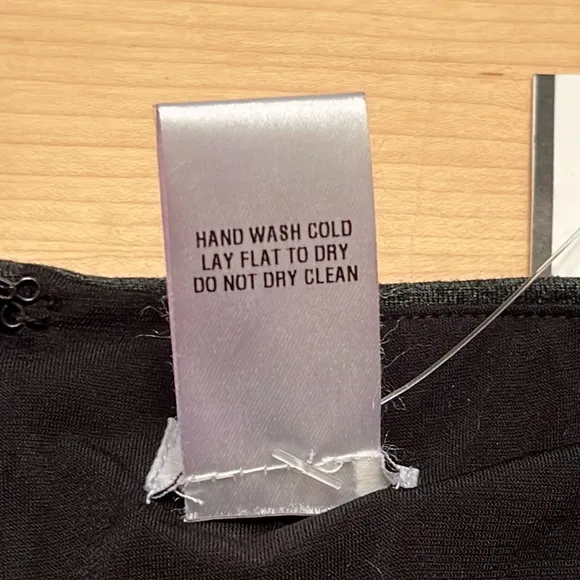 HAND WASH COLD
LAY FLAT TO DRY
DO NOT DRY CLEAN